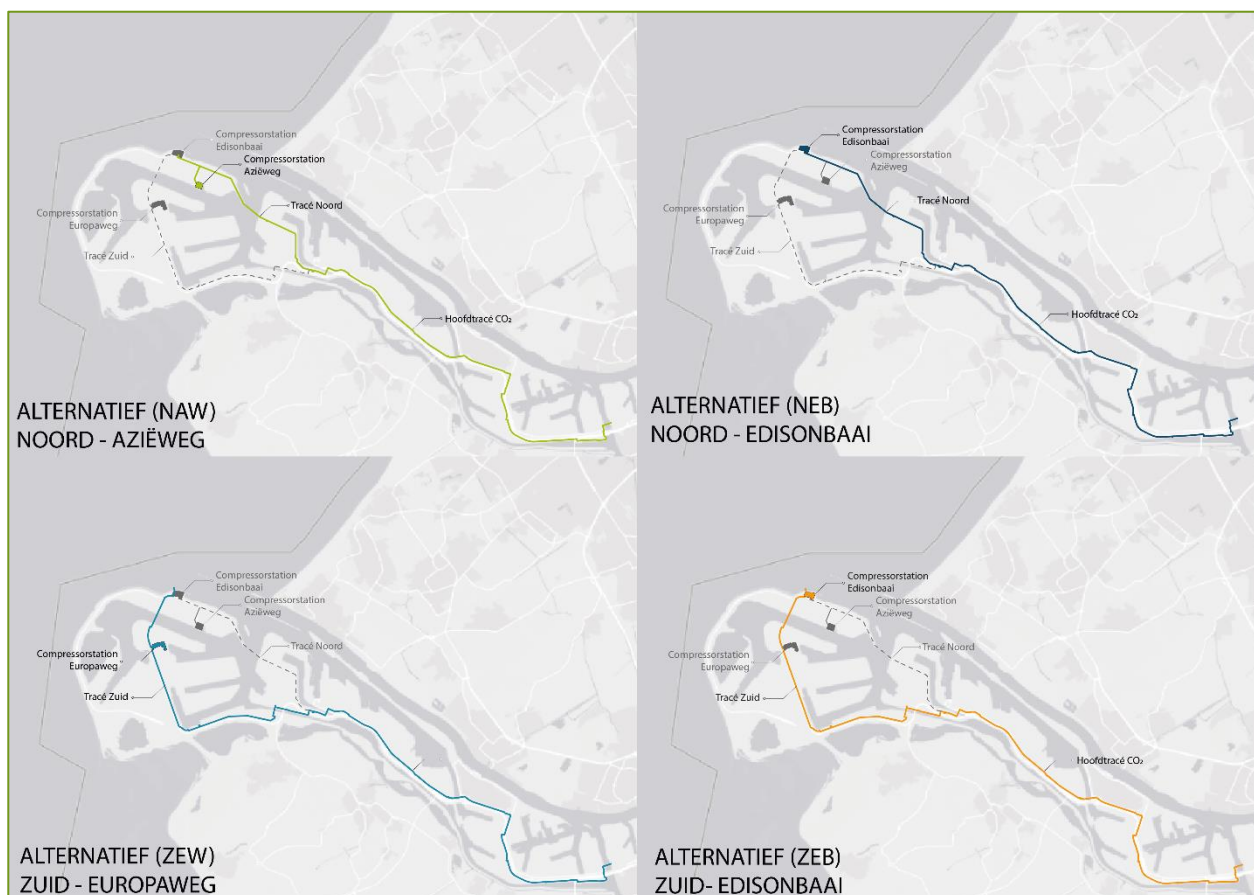 Compressorstation
Edisonbaai
Compressorstation
Aziëweg
Compressorstation
Europaweg
Tracé Noord
Tracé Zuid
Hoofdtracé CO₂
ALTERNATIEF (NAW)
NOORD - AZIËWEG
Compressorstation
Edisonbaai
Compressorstation
Aziëweg
Compressorstation
Europaweg
Tracé Noord
Tracé Zuid
Hoofdtracé CO₂
ALTERNATIEF (NEB)
NOORD - EDISONBAAI
Compressorstation
Edisonbaai
Compressorstation
Aziëweg
Tracé Noord
Compressorstation
Europaweg
Tracé Zuid
ALTERNATIEF (ZEW)
ZUID - EUROPAWEG
Compressorstation
Edisonbaai
Compressorstation
Aziëweg
Tracé Noord
Compressorstation
Europaweg
Tracé Zuid
Hoofdtracé CO₂
ALTERNATIEF (ZEB)
ZUID- EDISONBAAI